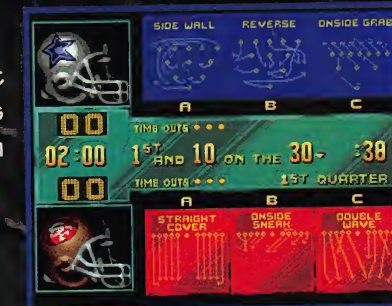 SIDE WALL REVERSE ONSIDE GRAB
A B C
00 TIME OUTS
02:00 1ST AND 10 ON THE 30- :38
00 TIME OUTS 1ST QUARTER
A B C
STRAIGHT COVER ONSIDE SNEAK DOUBLE WAVE